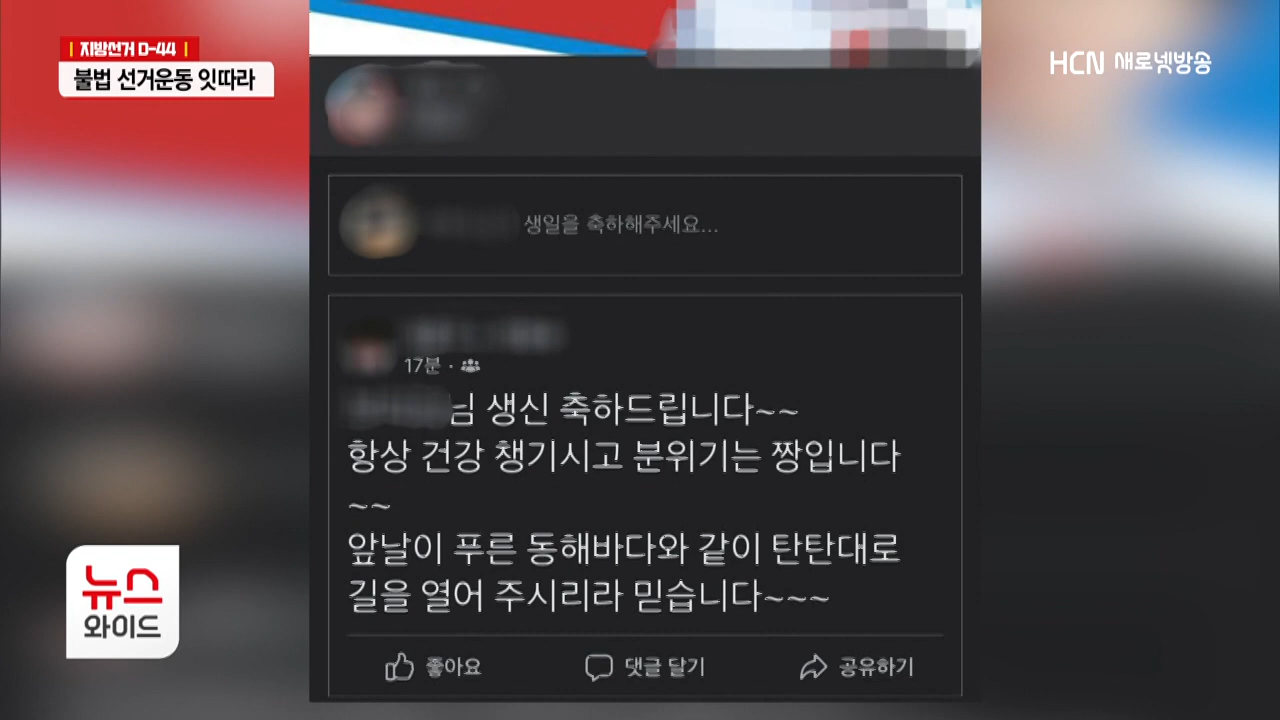 지방선거 D-44
불법 선거운동 잇따라
HCN 새로넷방송
생일을 축하해주세요...
17분 ·
님 생신 축하드립니다~~
항상 건강 챙기시고 분위기는 짱입니다
~~
앞날이 푸른 동해바다와 같이 탄탄대로
길을 열어 주시리라 믿습니다~~~
좋아요 댓글 달기 공유하기
뉴스
와이드